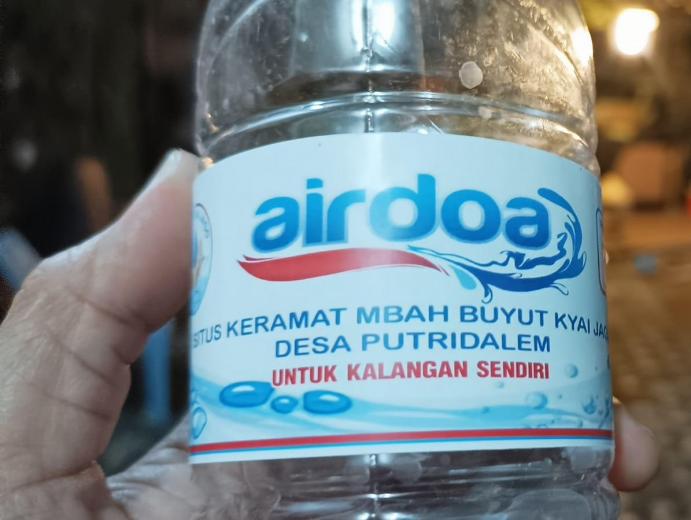 airdoa
SITUS KERAMAT MBAH BUYUT KYAI
DESA PUTRIDALEM
UNTUK KALANGAN SENDIRI